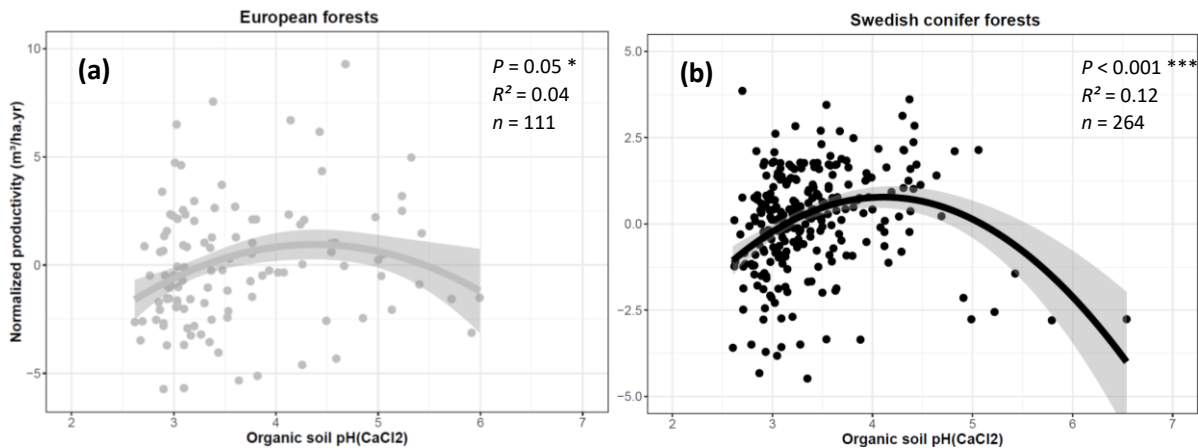 European forests
(a)
P = 0.05 *
R² = 0.04
n = 111
Normalized productivity (m³/ha.yr)
10
5
0
−5
2 3 4 5 6 7
Organic soil pH(CaCl2)
Swedish conifer forests
(b)
P < 0.001 ***
R² = 0.12
n = 264
5.0
2.5
0.0
−2.5
−5.0
2 3 4 5 6 7
Organic soil pH(CaCl2)